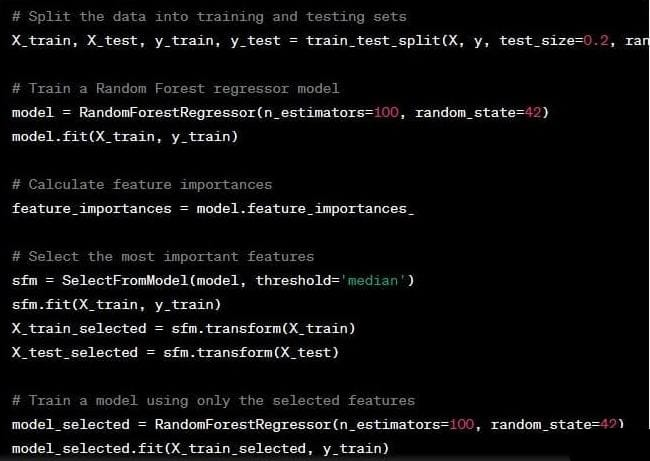 # Split the data into training and testing sets
X_train, X_test, y_train, y_test = train_test_split(X, y, test_size=0.2, ran
# Train a Random Forest regressor model
model = RandomForestRegressor(n_estimators=100, random_state=42)
model.fit(X_train, y_train)
# Calculate feature importances
feature_importances = model.feature_importances_
# Select the most important features
sfm = SelectFromModel(model, threshold='median')
sfm.fit(X_train, y_train)
X_train_selected = sfm.transform(X_train)
X_test_selected = sfm.transform(X_test)
# Train a model using only the selected features
model_selected = RandomForestRegressor(n_estimators=100, random_state=42)
model_selected.fit(X_train_selected, y_train)